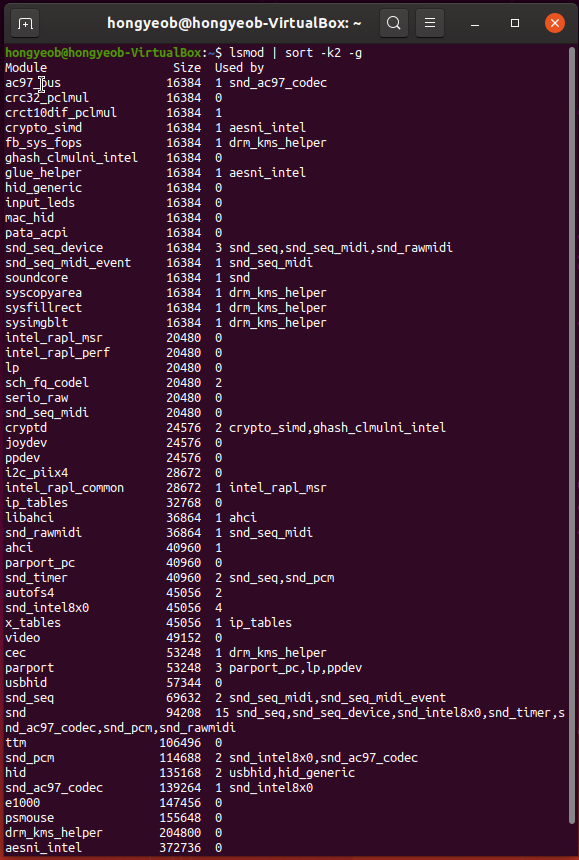 hongyeob@hongyeob-VirtualBox: ~
hongyeob@hongyeob-VirtualBox:~$ lsmod | sort -k2 -g
Module                  Size  Used by
ac97_bus               16384  1 snd_ac97_codec
crc32_pclmul           16384  0
crct10dif_pclmul       16384  1
crypto_simd            16384  1 aesni_intel
fb_sys_fops            16384  1 drm_kms_helper
ghash_clmulni_intel    16384  0
glue_helper            16384  1 aesni_intel
hid_generic            16384  0
input_leds             16384  0
mac_hid                16384  0
pata_acpi              16384  0
snd_seq_device         16384  3 snd_seq,snd_seq_midi,snd_rawmidi
snd_seq_midi_event     16384  1 snd_seq_midi
soundcore              16384  1 snd
syscopyarea            16384  1 drm_kms_helper
sysfillrect            16384  1 drm_kms_helper
sysimgblt              16384  1 drm_kms_helper
intel_rapl_msr         20480  0
intel_rapl_perf        20480  0
lp                     20480  0
sch_fq_codel           20480  2
serio_raw              20480  0
snd_seq_midi           20480  0
cryptd                 24576  2 crypto_simd,ghash_clmulni_intel
joydev                 24576  0
ppdev                  24576  0
i2c_piix4              28672  0
intel_rapl_common      28672  1 intel_rapl_msr
ip_tables              32768  0
libahci                36864  1 ahci
snd_rawmidi            36864  1 snd_seq_midi
ahci                   40960  1
parport_pc             40960  0
snd_timer              40960  2 snd_seq,snd_pcm
autofs4                45056  2
snd_intel8x0           45056  4
x_tables               45056  1 ip_tables
video                  49152  0
cec                    53248  1 drm_kms_helper
parport                53248  3 parport_pc,lp,ppdev
usbhid                 57344  0
snd_seq                69632  2 snd_seq_midi,snd_seq_midi_event
snd                    94208  15 snd_seq,snd_seq_device,snd_intel8x0,snd_timer,s
nd_ac97_codec,snd_pcm,snd_rawmidi
ttm                   106496  0
snd_pcm               114688  2 snd_intel8x0,snd_ac97_codec
hid                   135168  2 usbhid,hid_generic
snd_ac97_codec        139264  1 snd_intel8x0
e1000                 147456  0
psmouse               155648  0
drm_kms_helper        204800  0
aesni_intel           372736  0